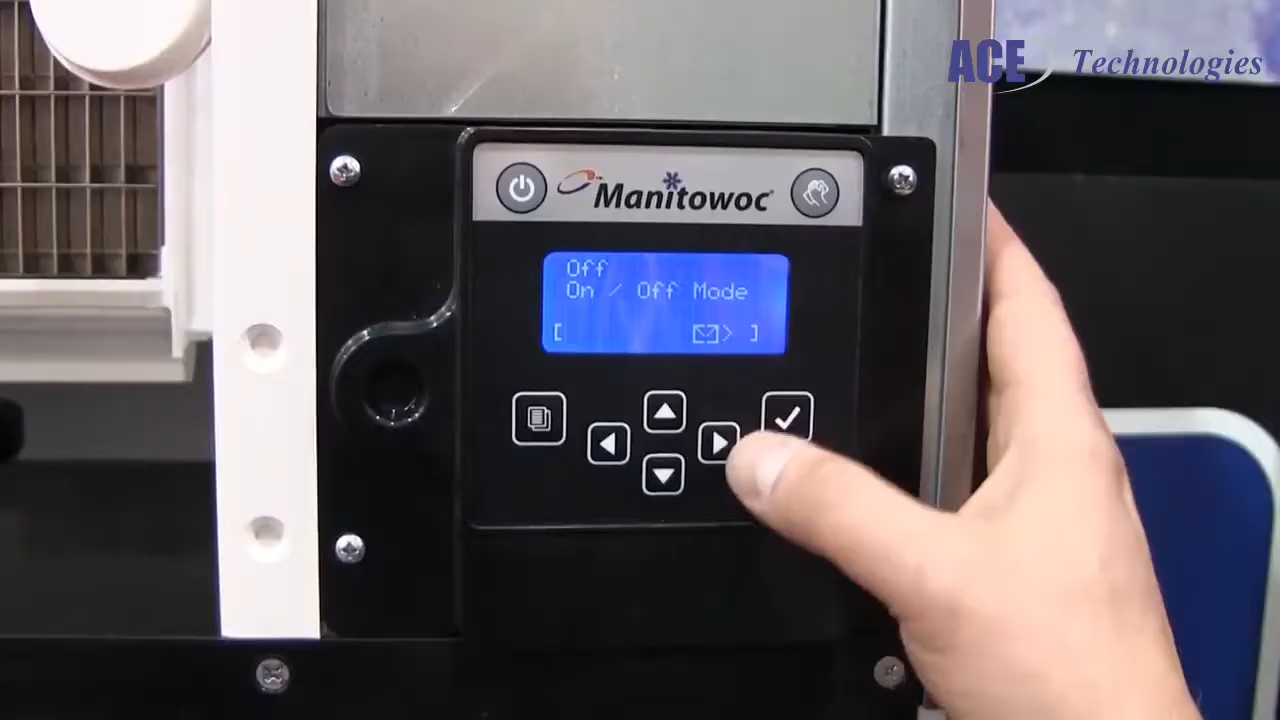 ACE Technologies
Manitowoc
Off
On / Off Mode
[ > ]